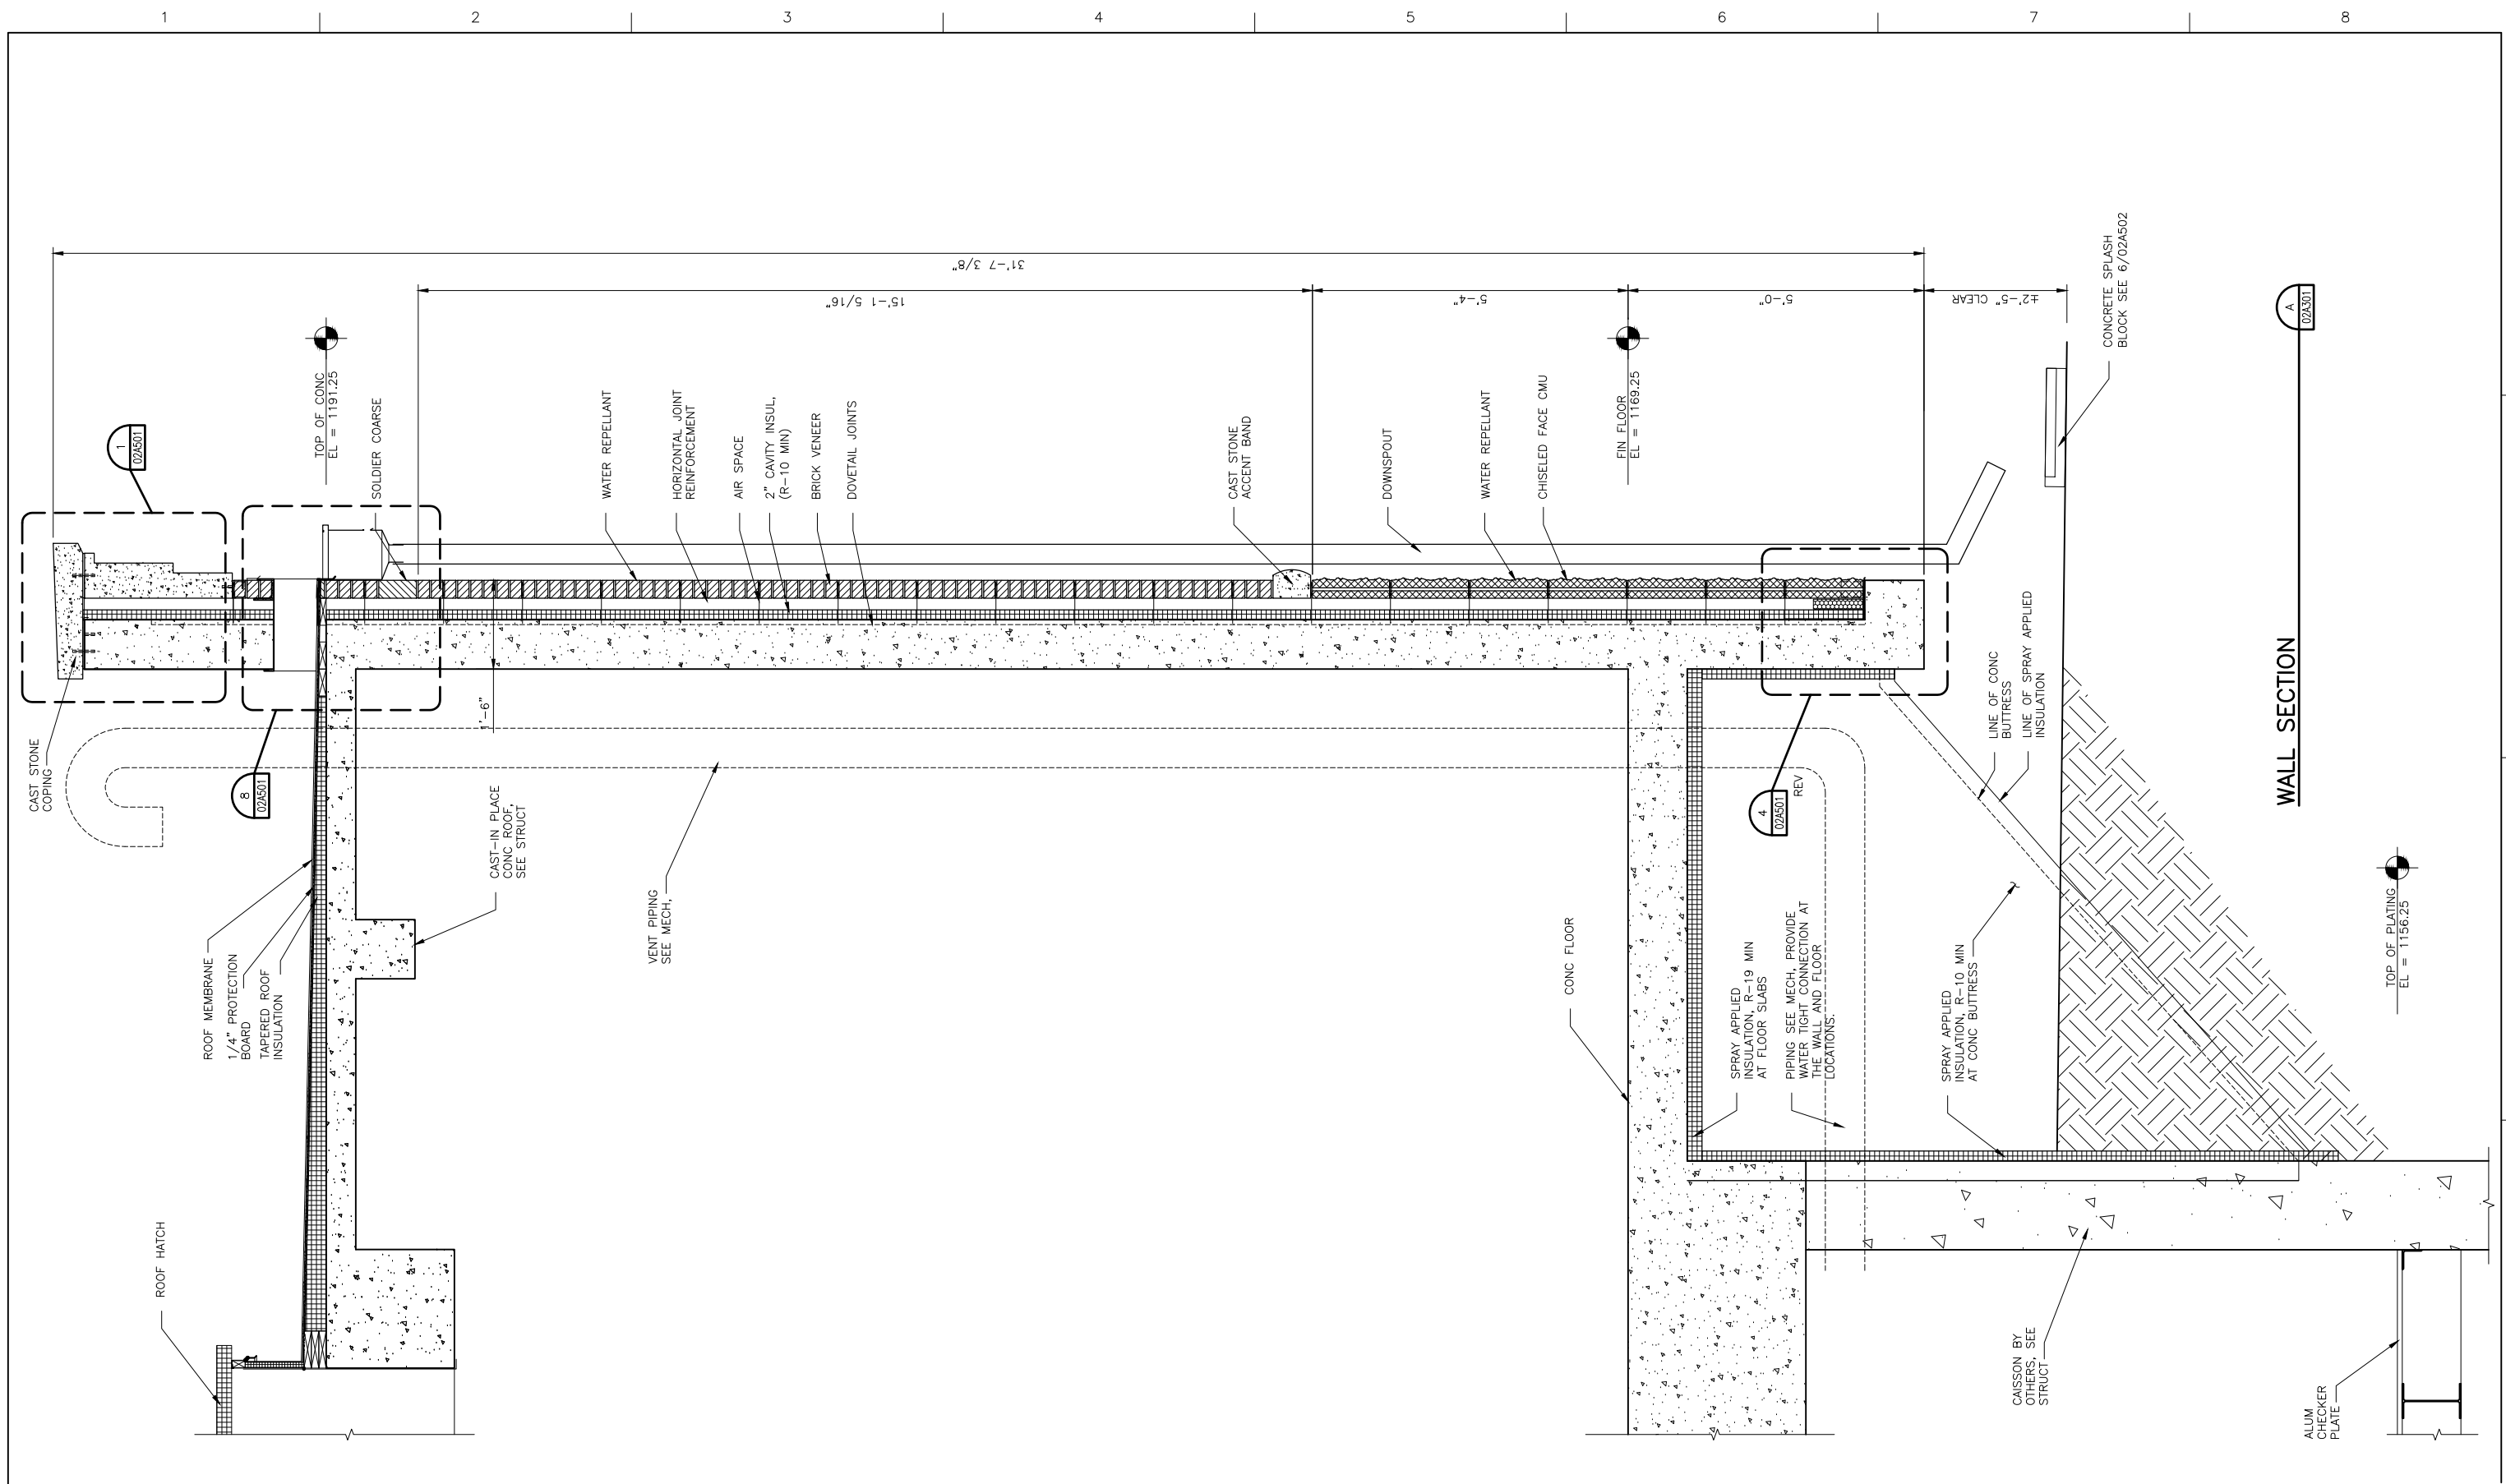 1
2
3
4
5
6
7
8
31'-7 3/8"
15'-1 5/16"
5'-4"
5'-0"
±2'-5" CLEAR
CONCRETE SPLASH
BLOCK SEE 6/02A502
A
02A301
1
02A501
TOP OF CONC
EL = 1191.25
SOLDIER COARSE
WATER REPELLANT
HORIZONTAL JOINT
REINFORCEMENT
AIR SPACE
2" CAVITY INSUL,
(R-10 MIN)
BRICK VENEER
DOVETAIL JOINTS
CAST STONE
ACCENT BAND
DOWNSPOUT
WATER REPELLANT
CHISELED FACE CMU
FIN FLOOR
EL = 1169.25
CAST STONE
COPING
8
02A501
1'-6"
CAST-IN PLACE
CONC ROOF,
SEE STRUCT
VENT PIPING
SEE MECH,
4
02A501
REV
LINE OF CONC
BUTTRESS
LINE OF SPRAY APPLIED
INSULATION
WALL SECTION
ROOF MEMBRANE
1/4" PROTECTION
BOARD
TAPERED ROOF
INSULATION
CONC FLOOR
SPRAY APPLIED
INSULATION, R-19 MIN
AT FLOOR SLABS
PIPING SEE MECH, PROVIDE
WATER TIGHT CONNECTION AT
THE WALL AND FLOOR
LOCATIONS.
SPRAY APPLIED
INSULATION, R-10 MIN
AT CONC BUTTRESS
TOP OF PLATING
EL = 1156.25
ROOF HATCH
CAISSON BY
OTHERS, SEE
STRUCT
ALUM
CHECKER
PLATE